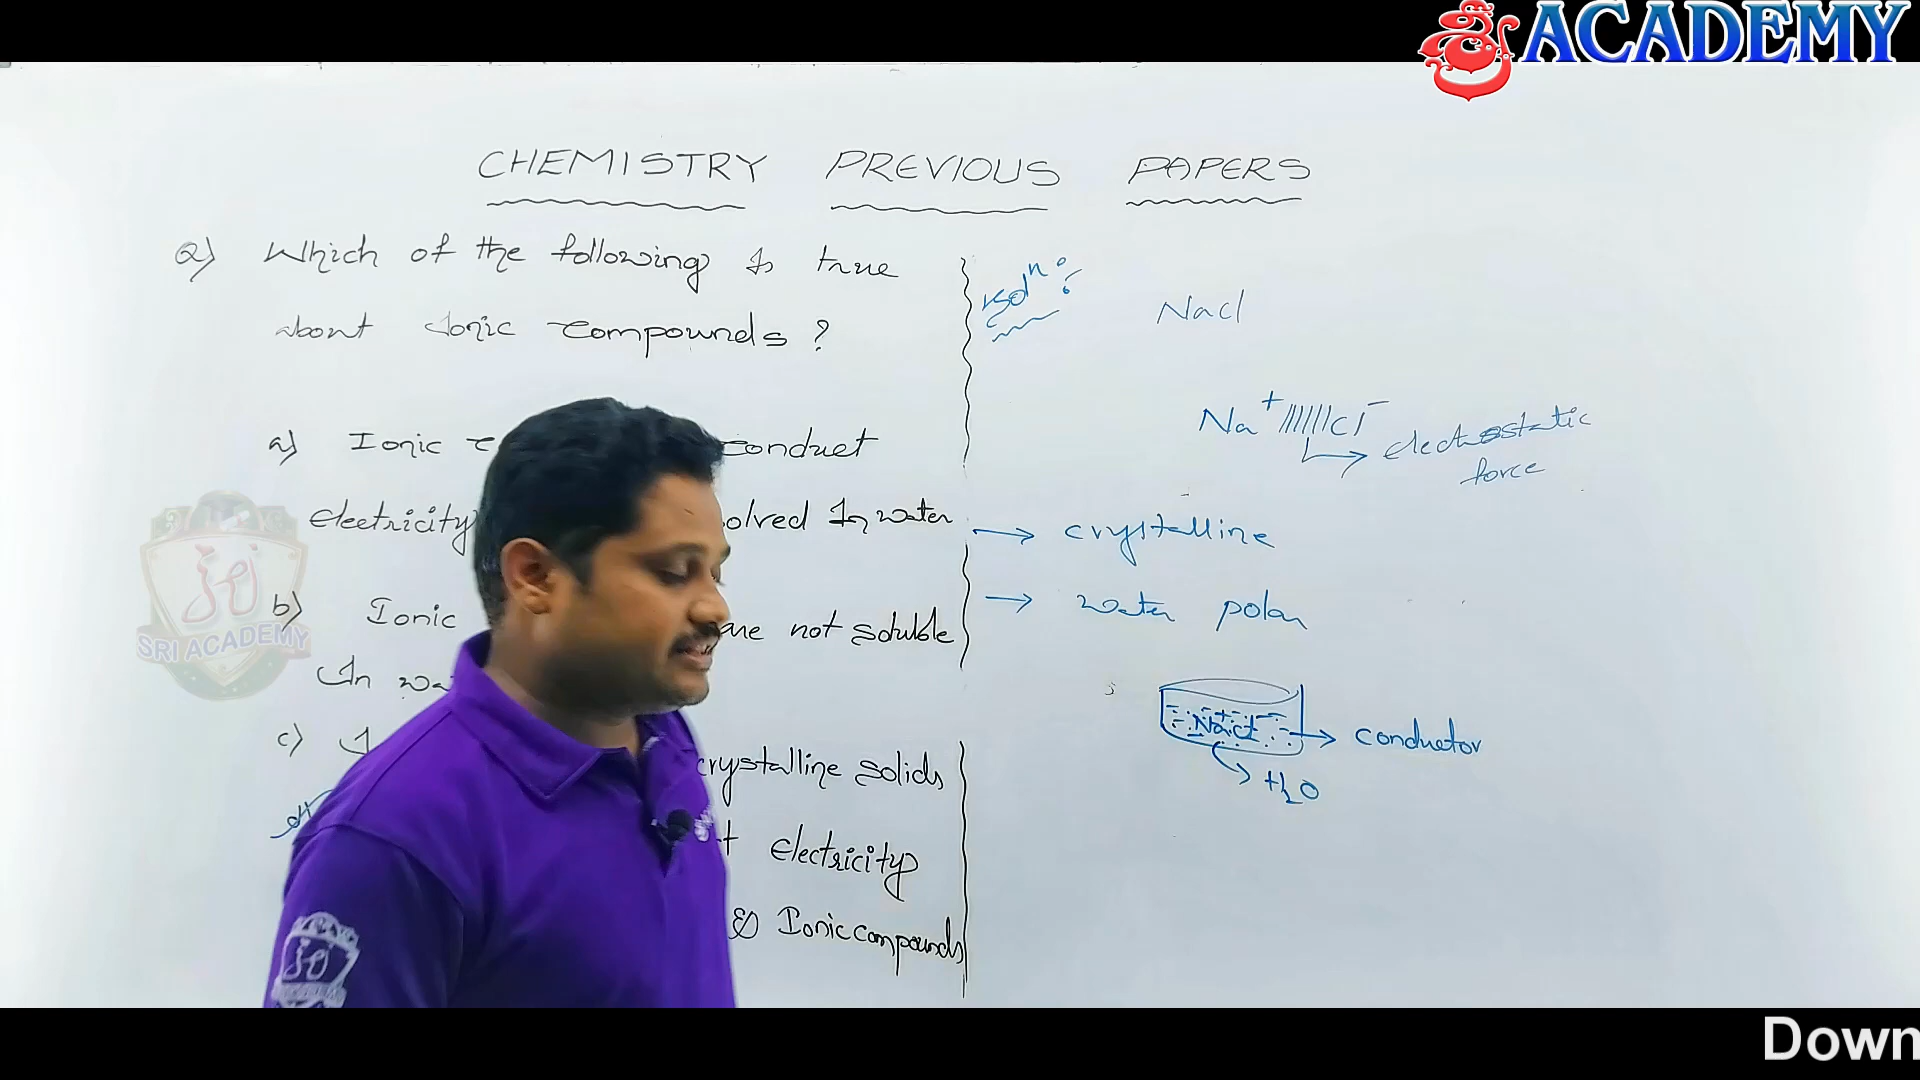 ACADEMY
CHEMISTRY PREVIOUS PAPERS
Q) Which of the following is true
about Ionic compounds ?
a) Ionic conduct
Electricity In water
b) Ionic are not soluble
In
c) crystalline solids
Electricity
Ionic compounds
Soln :
NaCl
Na+ Cl-
electrostatic
force
→ crystalline
→ water polar
NaCl → conductor
H2O
SRI ACADEMY
Down